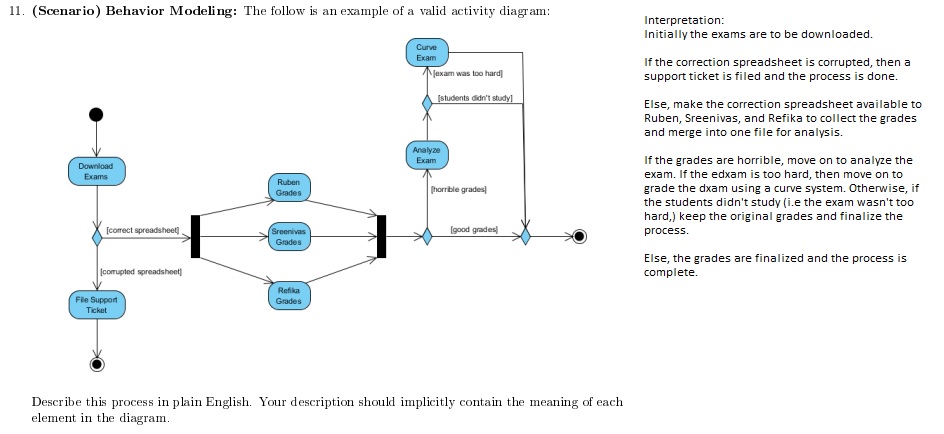 11. (Scenario) Behavior Modeling: The follow is an example of a valid activity diagram:
Curve
Exam
[exam was too hard]
[students didn't study]
Analyze
Exam
[horrible grades]
Download
Exams
Ruben
Grades
[correct spreadsheet]
Sreenivas
Grades
[good grades]
[corrupted spreadsheet]
Refika
Grades
File Support
Ticket
Describe this process in plain English. Your description should implicitly contain the meaning of each
element in the diagram.
Interpretation:
Initially the exams are to be downloaded.
If the correction spreadsheet is corrupted, then a
support ticket is filed and the process is done.
Else, make the correction spreadsheet available to
Ruben, Sreenivas, and Refika to collect the grades
and merge into one file for analysis.
If the grades are horrible, move on to analyze the
exam. If the edxam is too hard, then move on to
grade the dxam using a curve system. Otherwise, if
the students didn't study (i.e the exam wasn't too
hard,) keep the original grades and finalize the
process.
Else, the grades are finalized and the process is
complete.